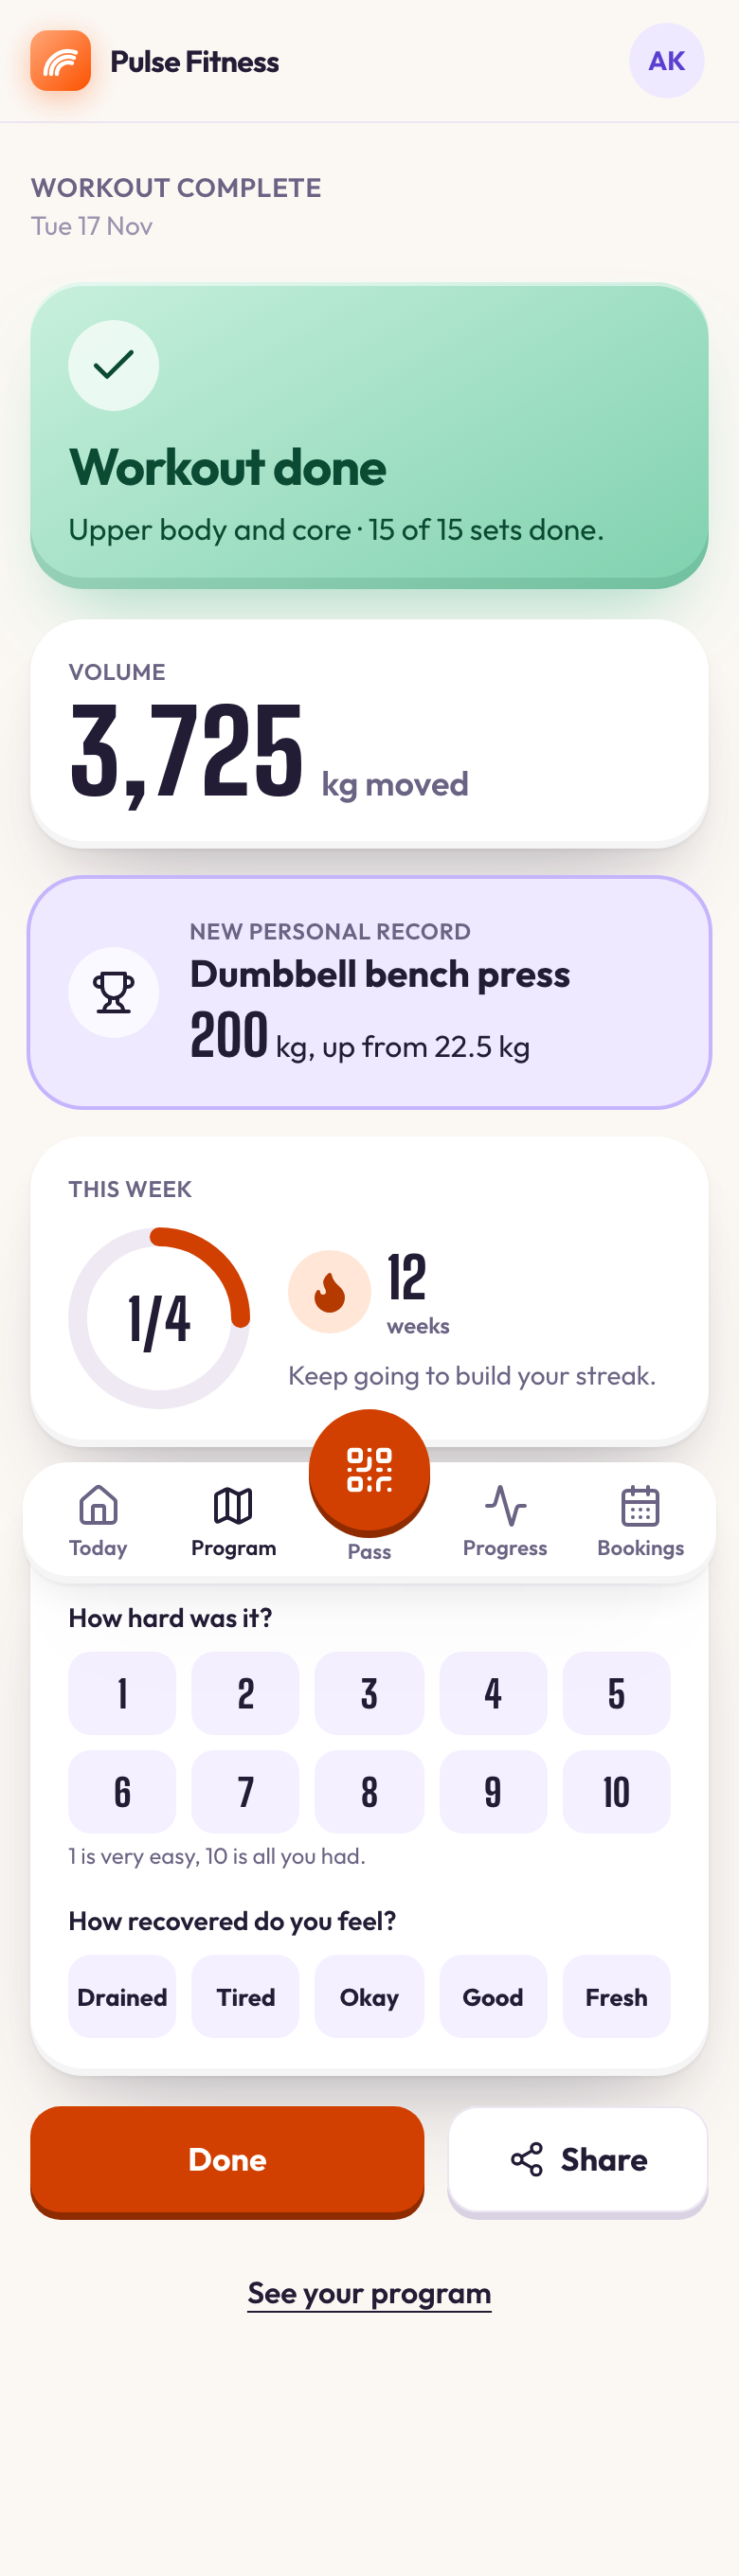 Pulse Fitness
AK
WORKOUT COMPLETE
Tue 17 Nov
Workout done
Upper body and core · 15 of 15 sets done.
VOLUME
3,725 kg moved
NEW PERSONAL RECORD
Dumbbell bench press
200 kg, up from 22.5 kg
THIS WEEK
1/4
12
weeks
Keep going to build your streak.
Today
Program
Pass
Progress
Bookings
How hard was it?
1 2 3 4 5
6 7 8 9 10
1 is very easy, 10 is all you had.
How recovered do you feel?
Drained Tired Okay Good Fresh
Done
Share
See your program